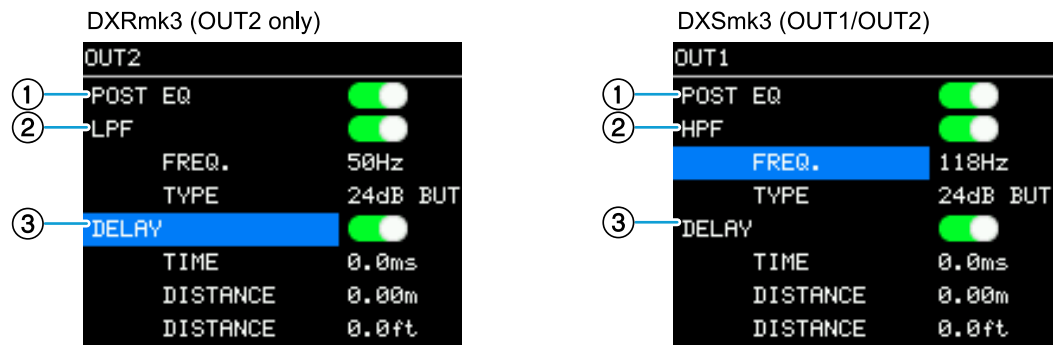 DXRmk3 (OUT2 only)
OUT2
① POST EQ
② LPF
FREQ. 50Hz
TYPE 24dB BUT
③ DELAY
TIME 0.0ms
DISTANCE 0.00m
DISTANCE 0.0ft
DXSmk3 (OUT1/OUT2)
OUT1
① POST EQ
② HPF
FREQ. 118Hz
TYPE 24dB BUT
③ DELAY
TIME 0.0ms
DISTANCE 0.00m
DISTANCE 0.0ft